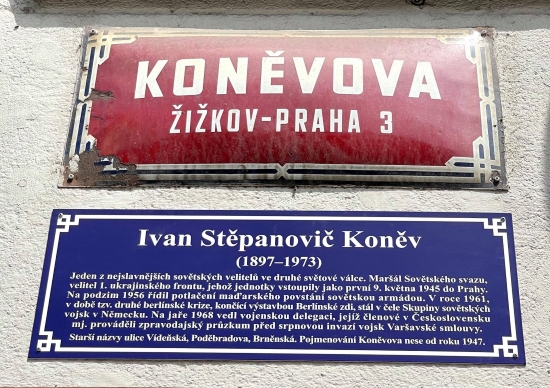 KONĚVOVA
ŽIŽKOV-PRAHA 3
Ivan Stěpanovič Koněv
(1897–1973)
Jeden z nejslavnějších sovětských velitelů ve druhé světové válce. Maršál Sovětského svazu,
velitel 1. ukrajinského frontu, jehož jednotky vstoupily jako první 9. května 1945 do Prahy.
Na podzim 1956 řídil potlačení maďarského povstání sovětskou armádou. V roce 1961,
v době tzv. druhé berlínské krize, končící výstavbou Berlínské zdi, stál v čele Skupiny sovětských
vojsk v Německu. Na jaře 1968 vedl vojenskou delegaci, jejíž členové v Československu
mj. prováděli zpravodajský průzkum před srpnovou invazí vojsk Varšavské smlouvy.
Starší názvy ulice Vídeňská, Poděbradova, Brněnská. Pojmenování Koněvova nese od roku 1947.